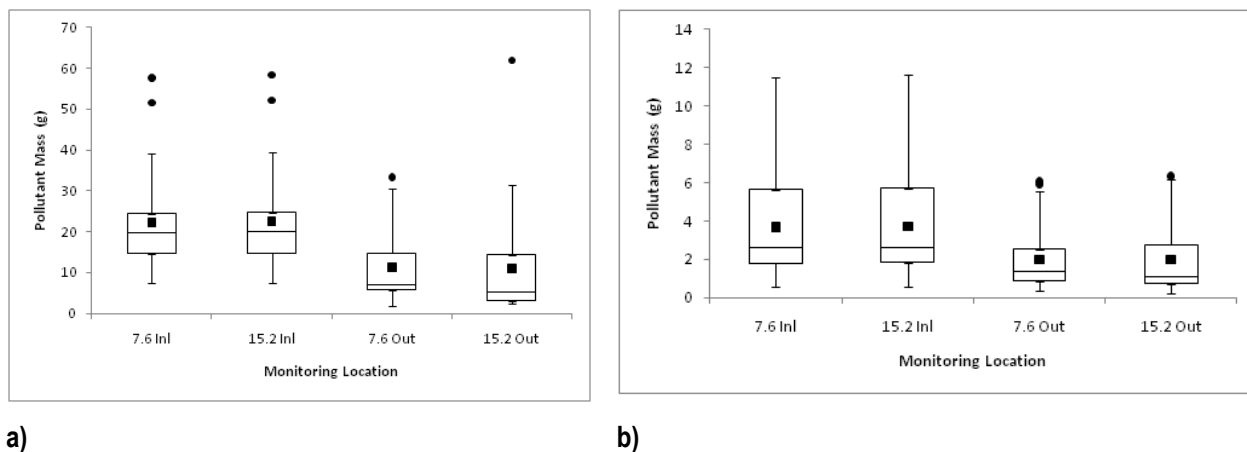 70
60
50
40
30
20
10
0
Pollutant Mass (g)
7.6 Inl 15.2 Inl 7.6 Out 15.2 Out
Monitoring Location
a)
14
12
10
8
6
4
2
0
Pollutant Mass (g)
7.6 Inl 15.2 Inl 7.6 Out 15.2 Out
Monitoring Location
b)